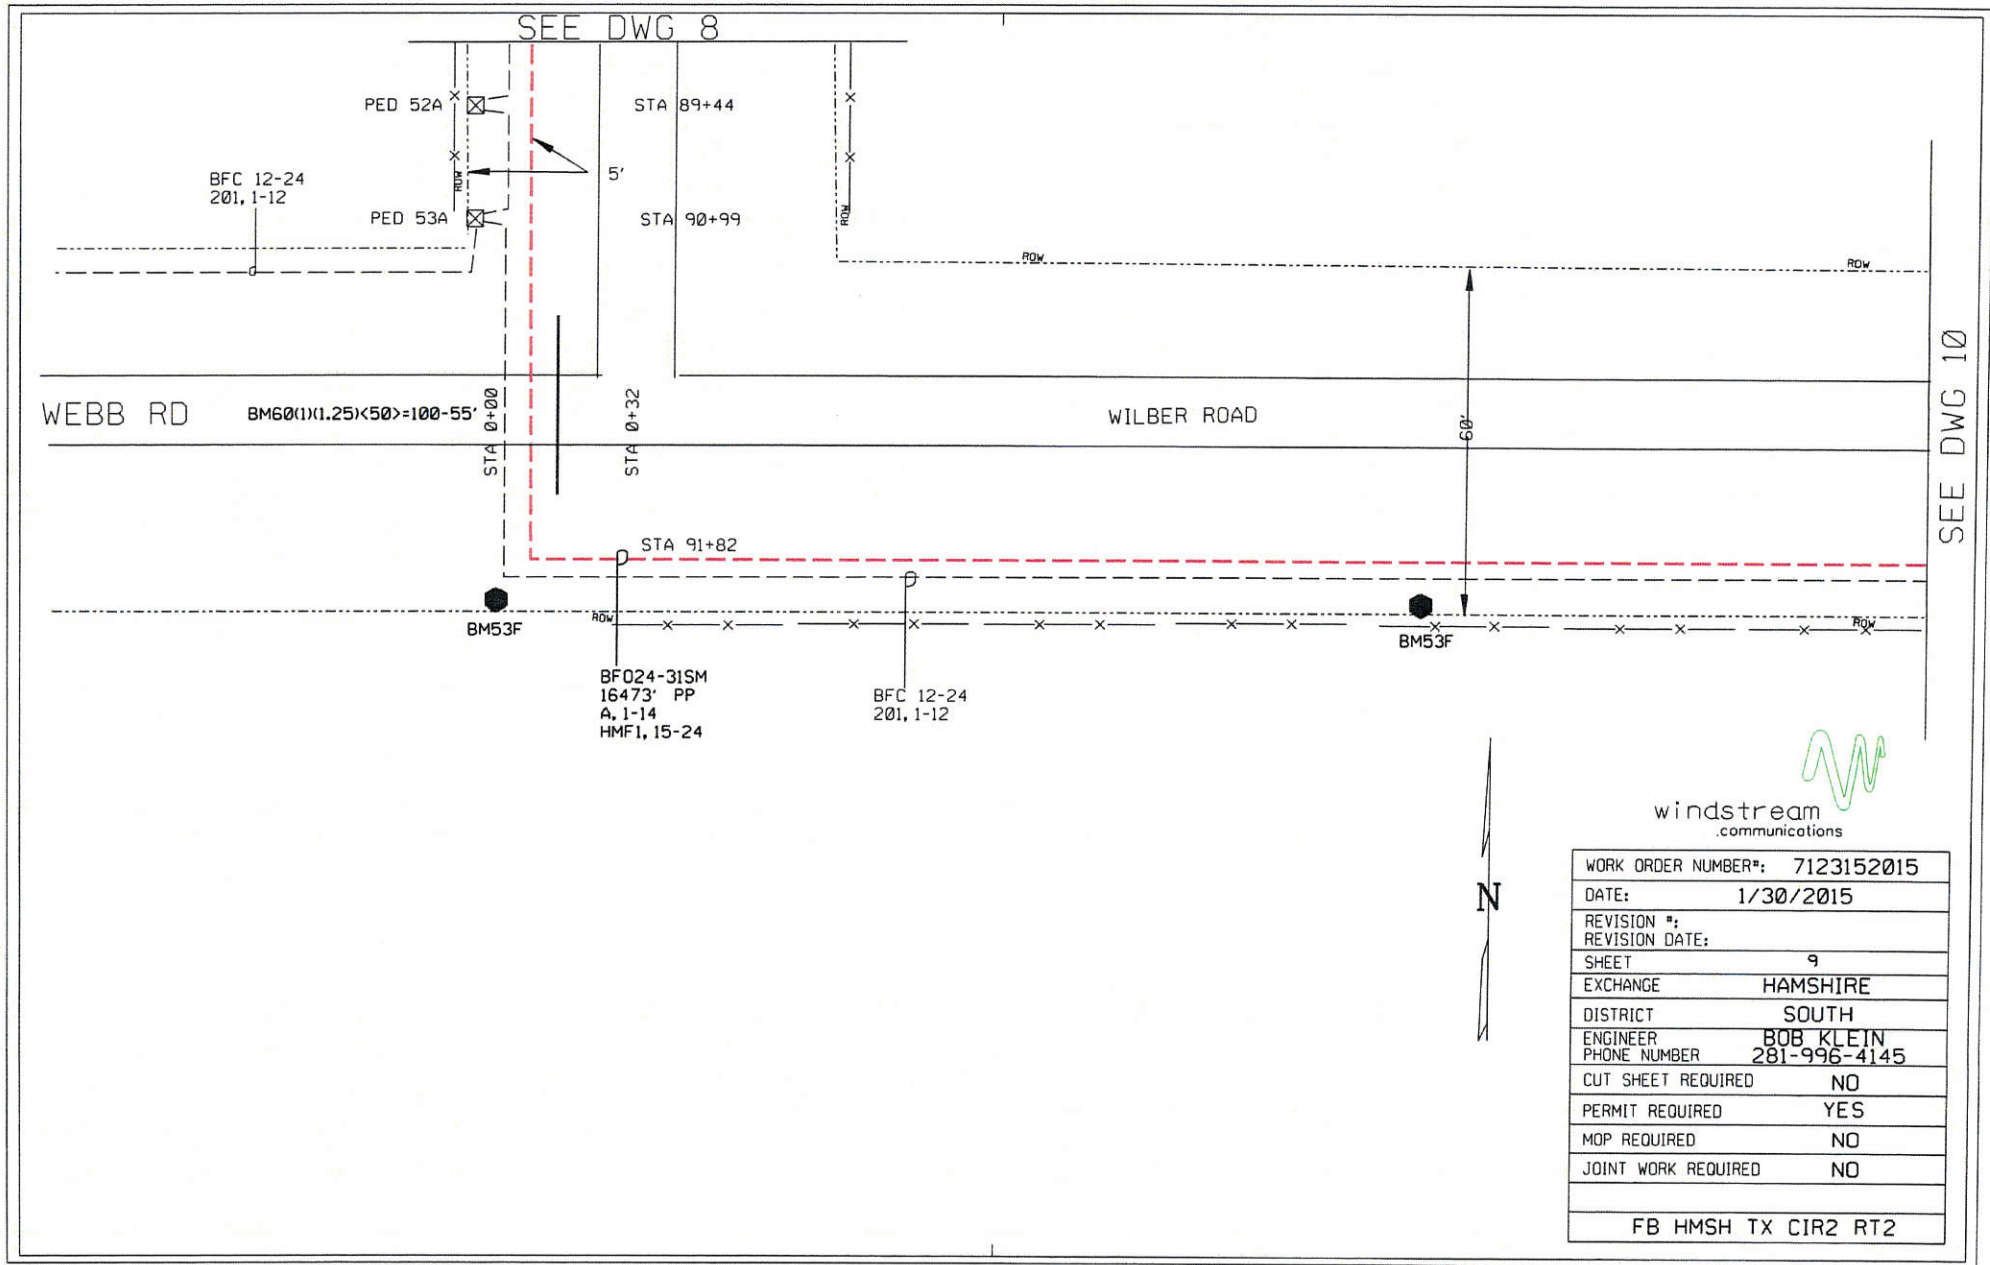 SEE DWG 8
PED 52A
STA 89+44
5'
ROW
BFC 12-24
201, 1-12
PED 53A
STA 90+99
ROW
ROW
ROW
SEE DWG 10
WEBB RD
BM60(1)(1.25)<50>=100-55'
STA 0+00
STA 0+32
WILBER ROAD
60'
STA 91+82
BM53F
ROW
BM53F
ROW
BFO24-31SM
16473' PP
A, 1-14
HMF1, 15-24
BFC 12-24
201, 1-12
N
windstream
.communications
WORK ORDER NUMBER#: 7123152015
DATE: 1/30/2015
REVISION #:
REVISION DATE:
SHEET 9
EXCHANGE HAMSHIRE
DISTRICT SOUTH
ENGINEER BOB KLEIN
PHONE NUMBER 281-996-4145
CUT SHEET REQUIRED NO
PERMIT REQUIRED YES
MOP REQUIRED NO
JOINT WORK REQUIRED NO
FB HMSH TX CIR2 RT2